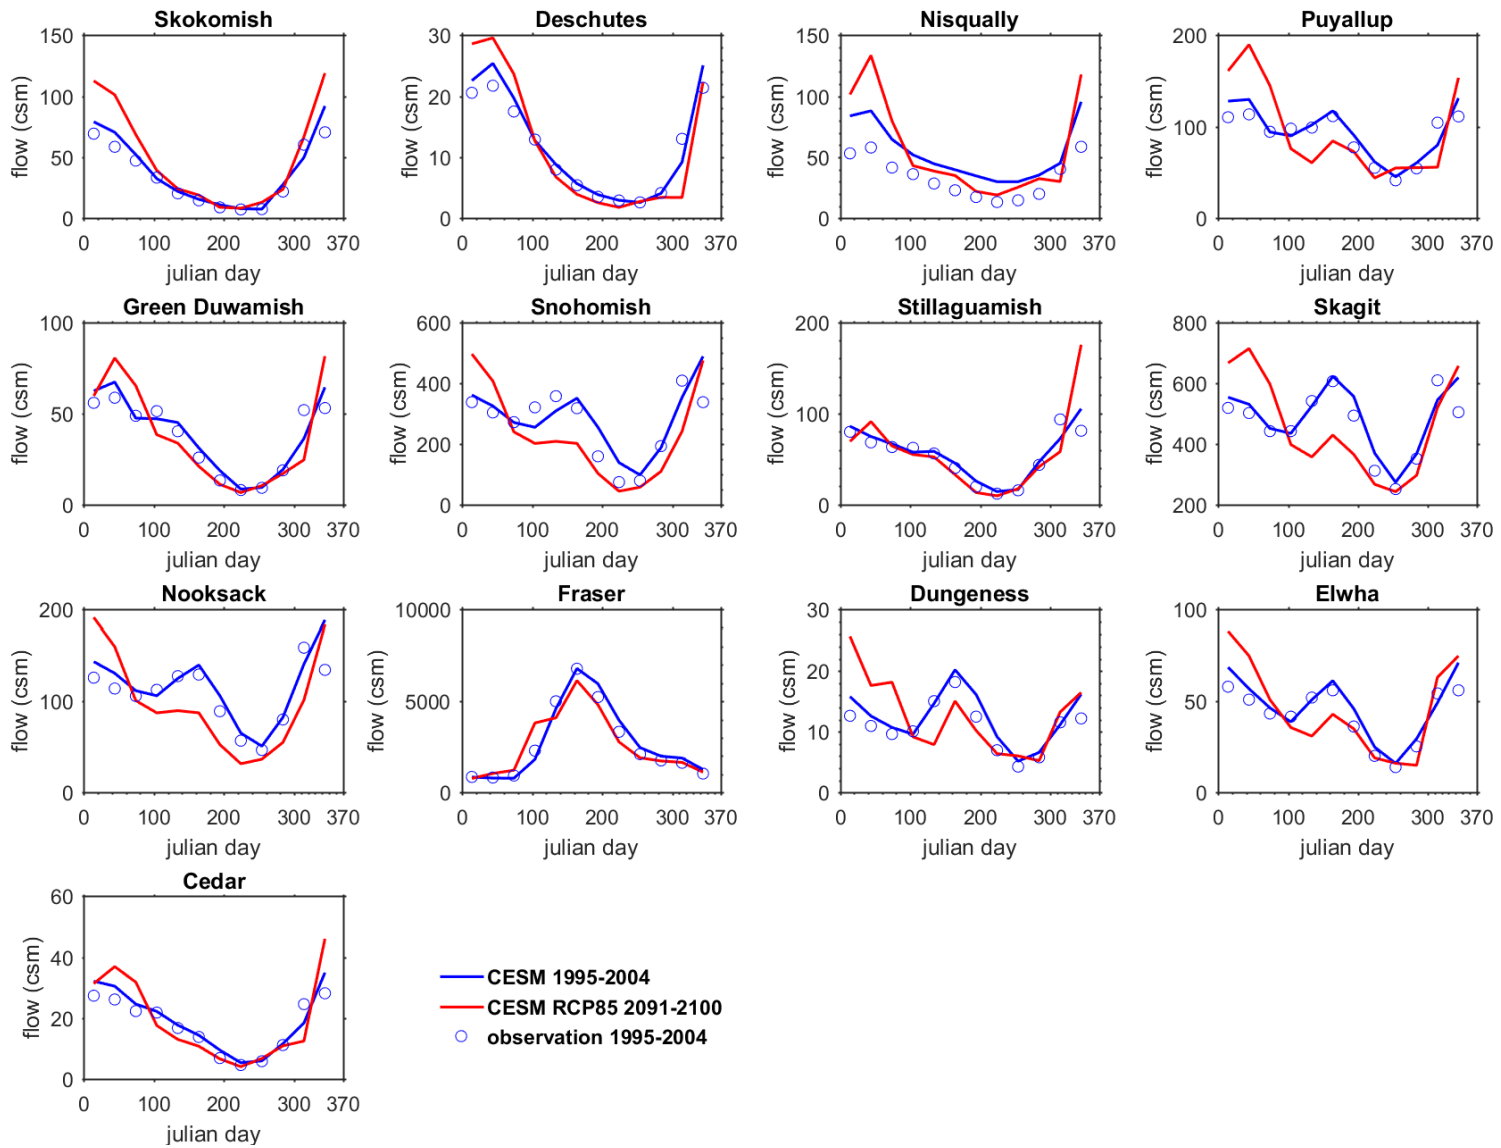 Skokomish
150
100
50
0
flow (csm)
0 100 200 300 370
julian day
Deschutes
30
20
10
0
flow (csm)
0 100 200 300 370
julian day
Nisqually
150
100
50
0
flow (csm)
0 100 200 300 370
julian day
Puyallup
200
100
0
flow (csm)
0 100 200 300 370
julian day
Green Duwamish
100
50
0
flow (csm)
0 100 200 300 370
julian day
Snohomish
600
400
200
0
flow (csm)
0 100 200 300 370
julian day
Stillaguamish
200
100
0
flow (csm)
0 100 200 300 370
julian day
Skagit
800
600
400
200
flow (csm)
0 100 200 300 370
julian day
Nooksack
200
100
0
flow (csm)
0 100 200 300 370
julian day
Fraser
10000
5000
0
flow (csm)
0 100 200 300 370
julian day
Dungeness
30
20
10
0
flow (csm)
0 100 200 300 370
julian day
Elwha
100
50
0
flow (csm)
0 100 200 300 370
julian day
Cedar
60
40
20
0
flow (csm)
0 100 200 300 370
julian day
CESM 1995-2004
CESM RCP85 2091-2100
observation 1995-2004